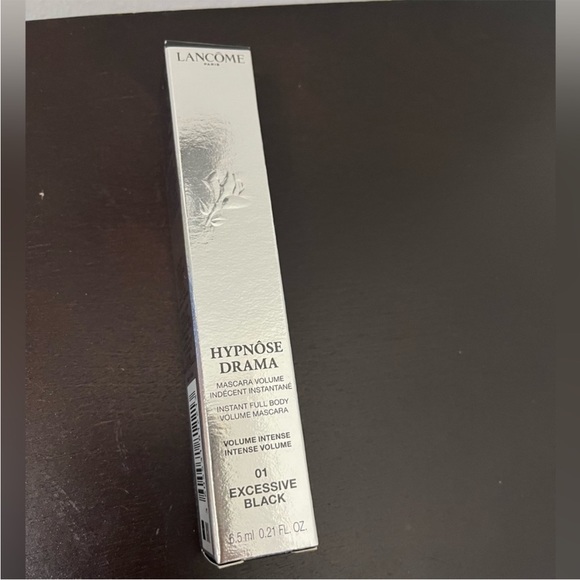 LANCÔME
PARIS
HYPNÔSE
DRAMA
MASCARA VOLUME
INDÉCENT INSTANTANÉ
INSTANT FULL BODY
VOLUME MASCARA
VOLUME INTENSE
INTENSE VOLUME
01
EXCESSIVE
BLACK
6.5 ml 0.21 FL. OZ.